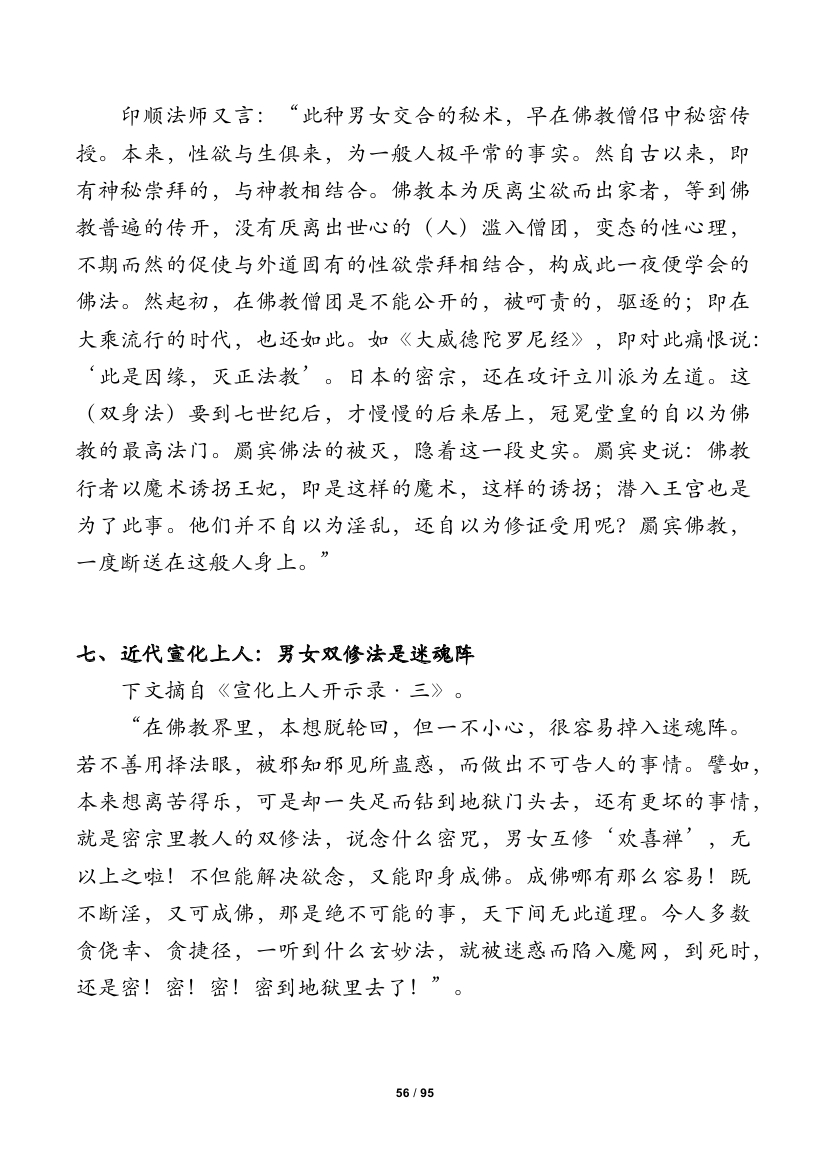 印顺法师又言：“此种男女交合的秘术，早在佛教僧侣中秘密传
授。本来，性欲与生俱来，为一般人极平常的事实。然自古以来，即
有神秘崇拜的，与神教相结合。佛教本为厌离尘欲而出家者，等到佛
教普遍的传开，没有厌离出世心的（人）滥入僧团，变态的性心理，
不期而然的促使与外道固有的性欲崇拜相结合，构成此一夜便学会的
佛法。然起初，在佛教僧团是不能公开的，被呵责的，驱逐的；即在
大乘流行的时代，也还如此。如《大威德陀罗尼经》，即对此痛恨说：
‘此是因缘，灭正法教’。日本的密宗，还在攻讦立川派为左道。这
（双身法）要到七世纪后，才慢慢的后来居上，冠冕堂皇的自以为佛
教的最高法门。罽宾佛法的被灭，隐着这一段史实。罽宾史说：佛教
行者以魔术诱拐王妃，即是这样的魔术，这样的诱拐；潜入王宫也是
为了此事。他们并不自以为淫乱，还自以为修证受用呢？罽宾佛教，
一度断送在这般人身上。”
七、近代宣化上人：男女双修法是迷魂阵
下文摘自《宣化上人开示录·三》。
“在佛教界里，本想脱轮回，但一不小心，很容易掉入迷魂阵。
若不善用择法眼，被邪知邪见所蛊惑，而做出不可告人的事情。譬如，
本来想离苦得乐，可是却一失足而钻到地狱门头去，还有更坏的事情，
就是密宗里教人的双修法，说念什么密咒，男女互修‘欢喜禅’，无
以上之啦！不但能解决欲念，又能即身成佛。成佛哪有那么容易！既
不断淫，又可成佛，那是绝不可能的事，天下间无此道理。今人多数
贪侥幸、贪捷径，一听到什么玄妙法，就被迷惑而陷入魔网，到死时，
还是密！密！密！密到地狱里去了！”。
56 / 95